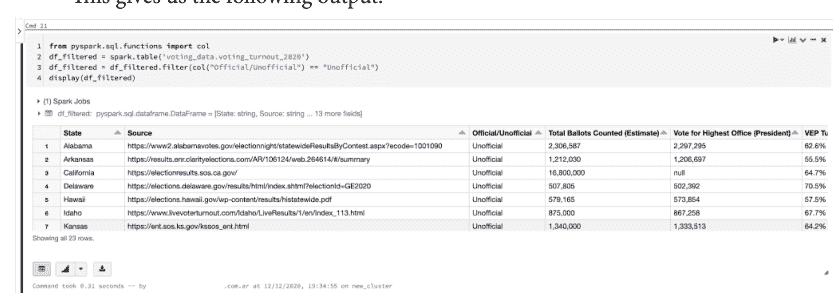 This gives us the following output:
Cmd 21
1 from pyspark.sql.functions import col
2 df_filtered = spark.table('voting_data.voting_turnout_2020')
3 df_filtered = df_filtered.filter(col("Official/Unofficial") == "Unofficial")
4 display(df_filtered)
(1) Spark Jobs
df_filtered: pyspark.sql.dataframe.DataFrame = [State: string, Source: string ... 13 more fields]
State Source Official/Unofficial Total Ballots Counted (Estimate) Vote for Highest Office (President) VEP Tu
1 Alabama https://www2.alabamavotes.gov/electionnight/statewideResultsByContest.aspx?ecode=1001090 Unofficial 2,306,587 2,297,295 62.6%
2 Arkansas https://results.enr.clarityelections.com/AR/106124/web.264614/#/summary Unofficial 1,212,030 1,206,697 55.5%
3 California https://electionresults.sos.ca.gov/ Unofficial 16,800,000 null 64.7%
4 Delaware https://elections.delaware.gov/results/html/index.shtml?electionId=GE2020 Unofficial 507,805 502,392 70.5%
5 Hawaii https://elections.hawaii.gov/wp-content/results/histatewide.pdf Unofficial 579,165 573,854 57.5%
6 Idaho https://www.livevoterturnout.com/Idaho/LiveResults/1/en/Index_113.html Unofficial 875,000 867,258 67.7%
7 Kansas https://ent.sos.ks.gov/kssos_ent.html Unofficial 1,340,000 1,333,513 64.2%
Showing all 23 rows.
Command took 0.31 seconds -- by .com.ar at 12/12/2020, 19:34:55 on new_cluster